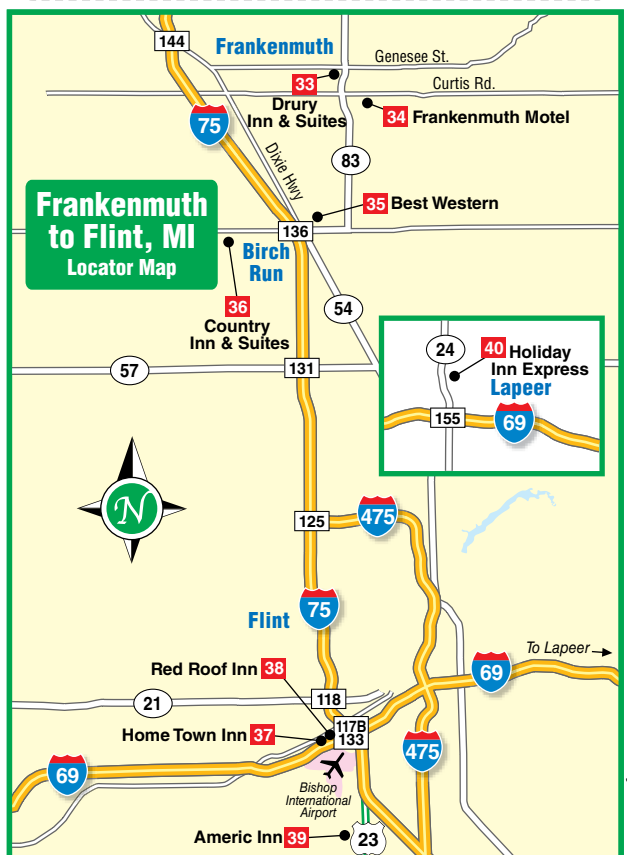 144
Frankenmuth
Genesee St.
33
Drury
Inn & Suites
Curtis Rd.
34 Frankenmuth Motel
75
Dixie Hwy
83
Frankenmuth
to Flint, MI
Locator Map
35 Best Western
136
Birch
Run
36
Country
Inn & Suites
54
24
40 Holiday
Inn Express
Lapeer
155
69
57
131
N
125
475
75
Flint
To Lapeer
69
Red Roof Inn 38
21
118
117B
133
Home Town Inn 37
475
69
Bishop
International
Airport
Americ Inn 39
23